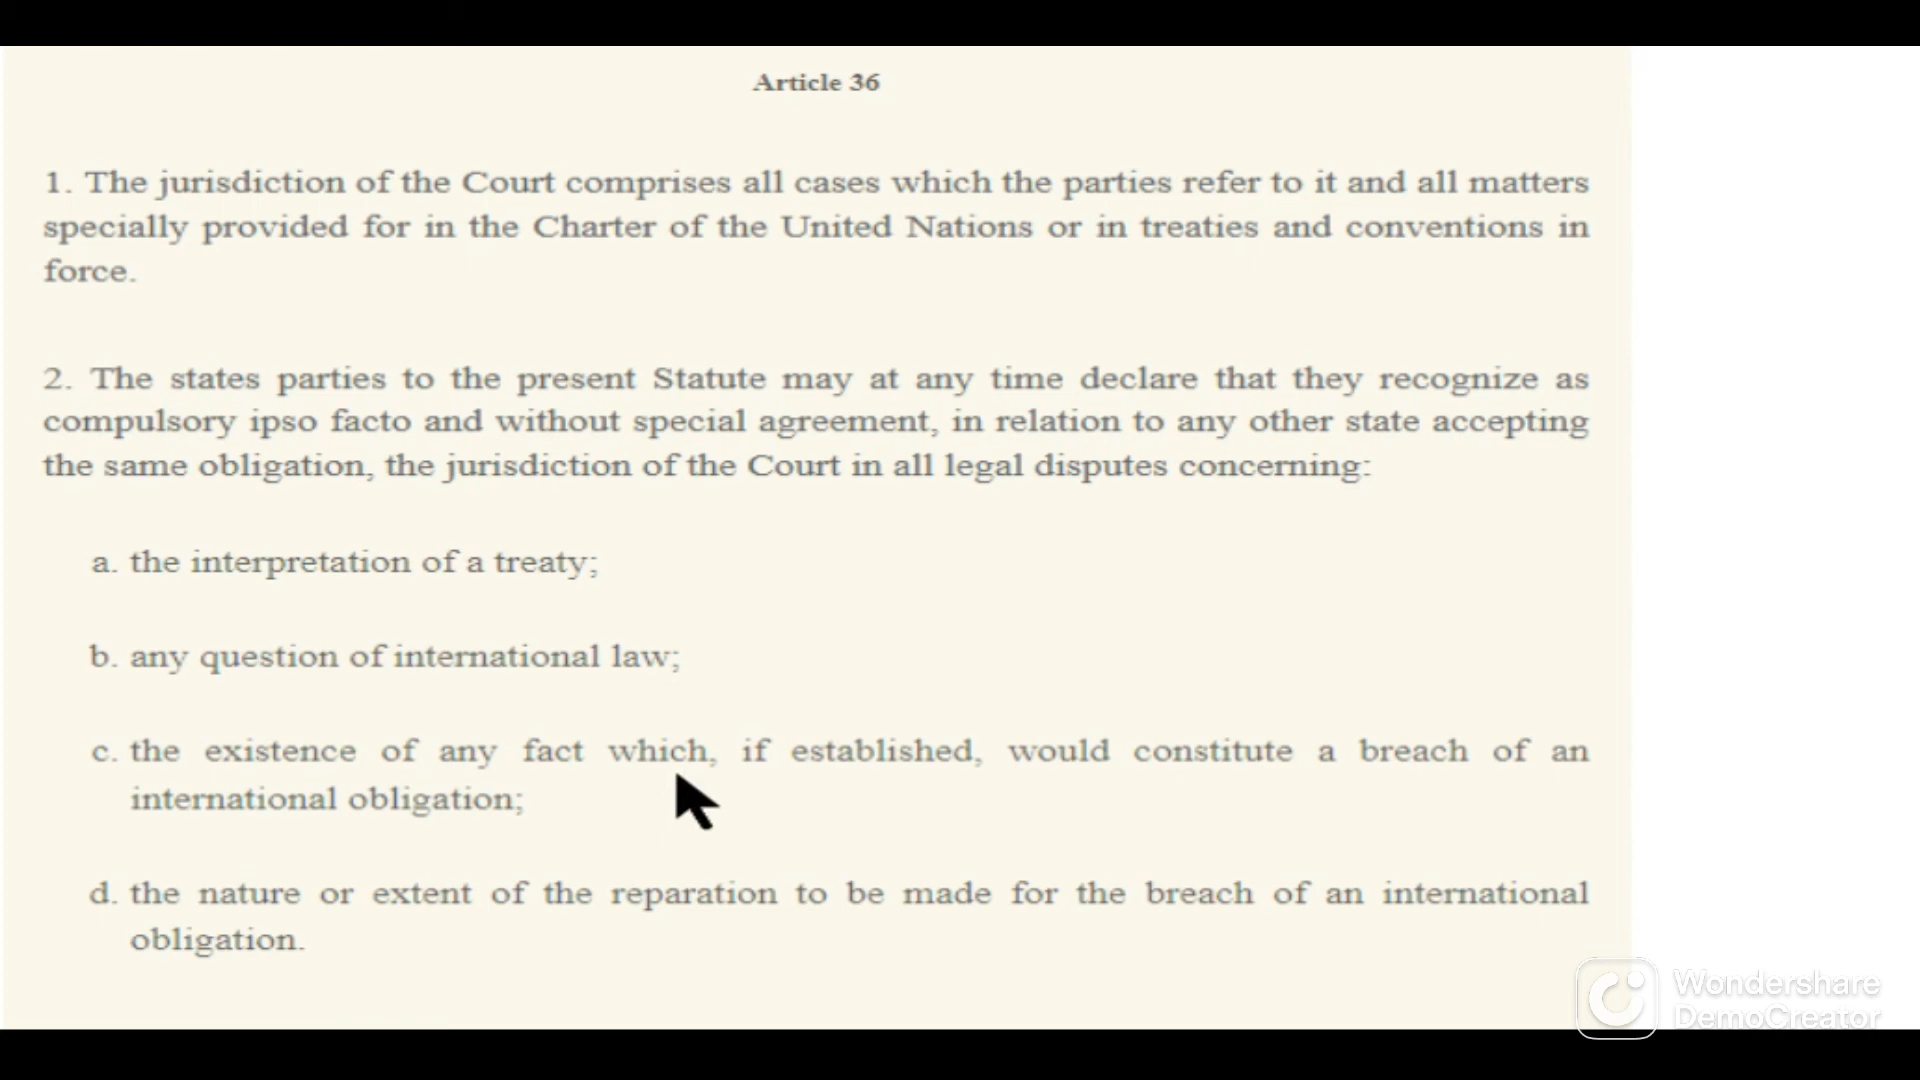 Article 36
1. The jurisdiction of the Court comprises all cases which the parties refer to it and all matters
specially provided for in the Charter of the United Nations or in treaties and conventions in
force.
2. The states parties to the present Statute may at any time declare that they recognize as
compulsory ipso facto and without special agreement, in relation to any other state accepting
the same obligation, the jurisdiction of the Court in all legal disputes concerning:
a. the interpretation of a treaty;
b. any question of international law;
c. the existence of any fact which, if established, would constitute a breach of an
international obligation;
d. the nature or extent of the reparation to be made for the breach of an international
obligation.
Wondershare
DemoCreator